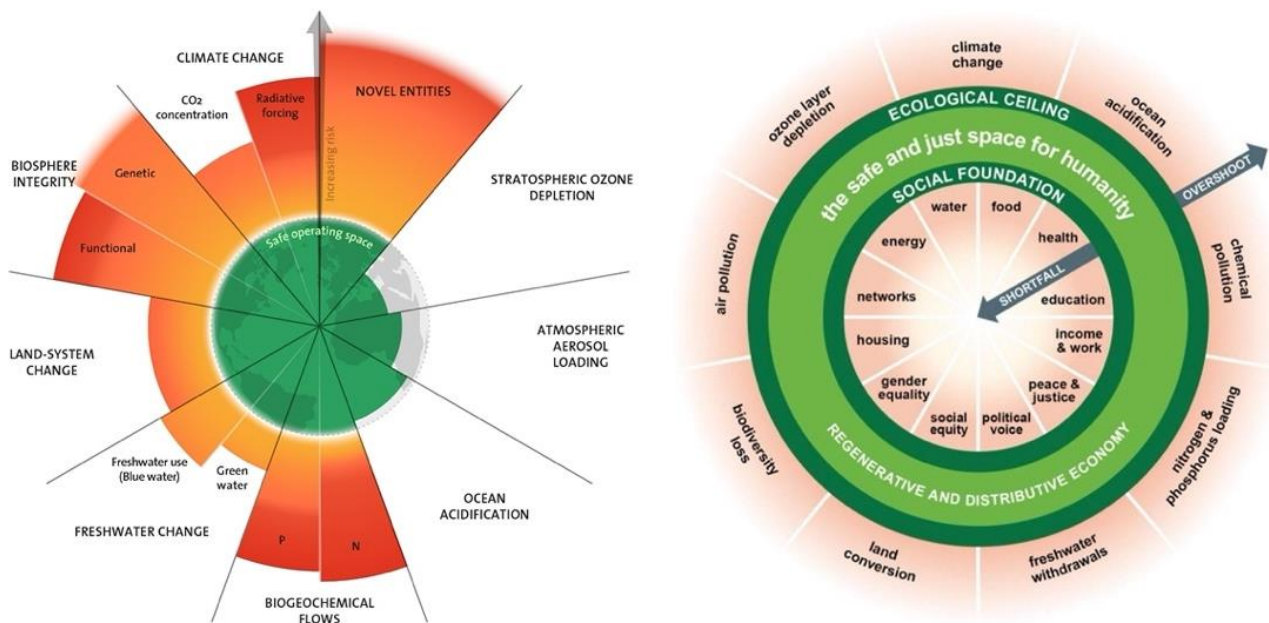 CLIMATE CHANGE
CO2
concentration
Radiative
forcing
Increasing risk
NOVEL ENTITIES
STRATOSPHERIC OZONE
DEPLETION
ATMOSPHERIC
AEROSOL
LOADING
OCEAN
ACIDIFICATION
BIOGEOCHEMICAL
FLOWS
P
N
FRESHWATER CHANGE
Freshwater use
(Blue water)
Green
water
LAND-SYSTEM
CHANGE
BIOSPHERE
INTEGRITY
Genetic
Functional
Safe operating space
climate
change
ocean
acidification
chemical
pollution
nitrogen &
phosphorus loading
freshwater
withdrawals
land
conversion
biodiversity
loss
air pollution
ozone layer
depletion
ECOLOGICAL CEILING
the safe and just space for humanity
SOCIAL FOUNDATION
OVERSHOOT
SHORTFALL
water
food
health
education
income
& work
peace &
justice
political
voice
social
equity
gender
equality
housing
networks
energy
REGENERATIVE AND DISTRIBUTIVE ECONOMY